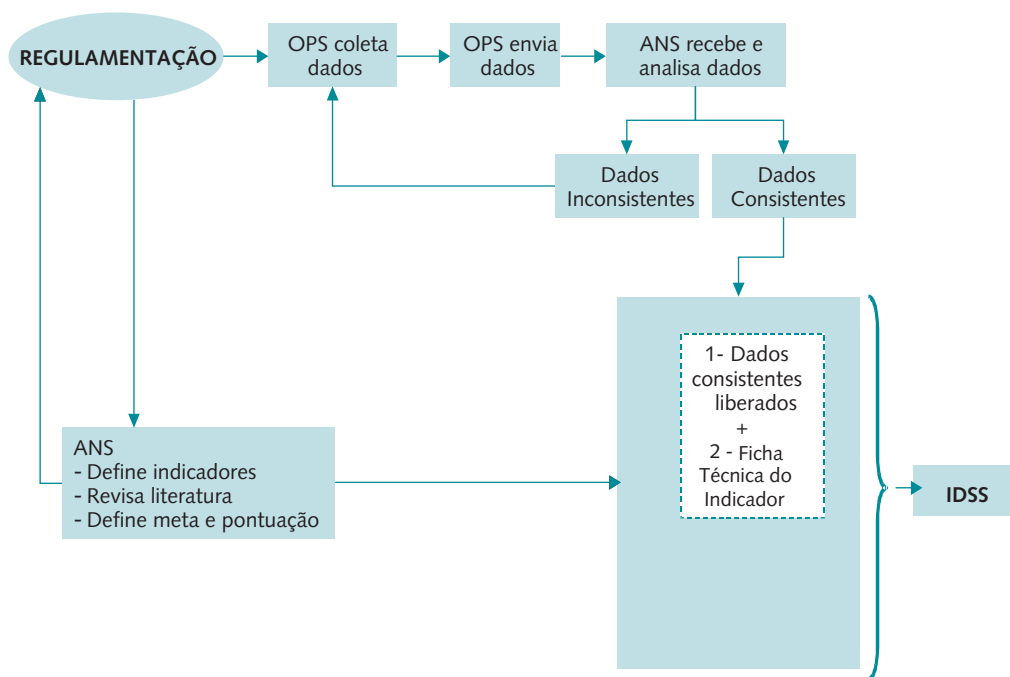 REGULAMENTAÇÃO
OPS coleta
dados
OPS envia
dados
ANS recebe e
analisa dados
Dados
Inconsistentes
Dados
Consistentes
1- Dados
consistentes
liberados
+
2 - Ficha
Técnica do
Indicador
ANS
- Define indicadores
- Revisa literatura
- Define meta e pontuação
IDSS